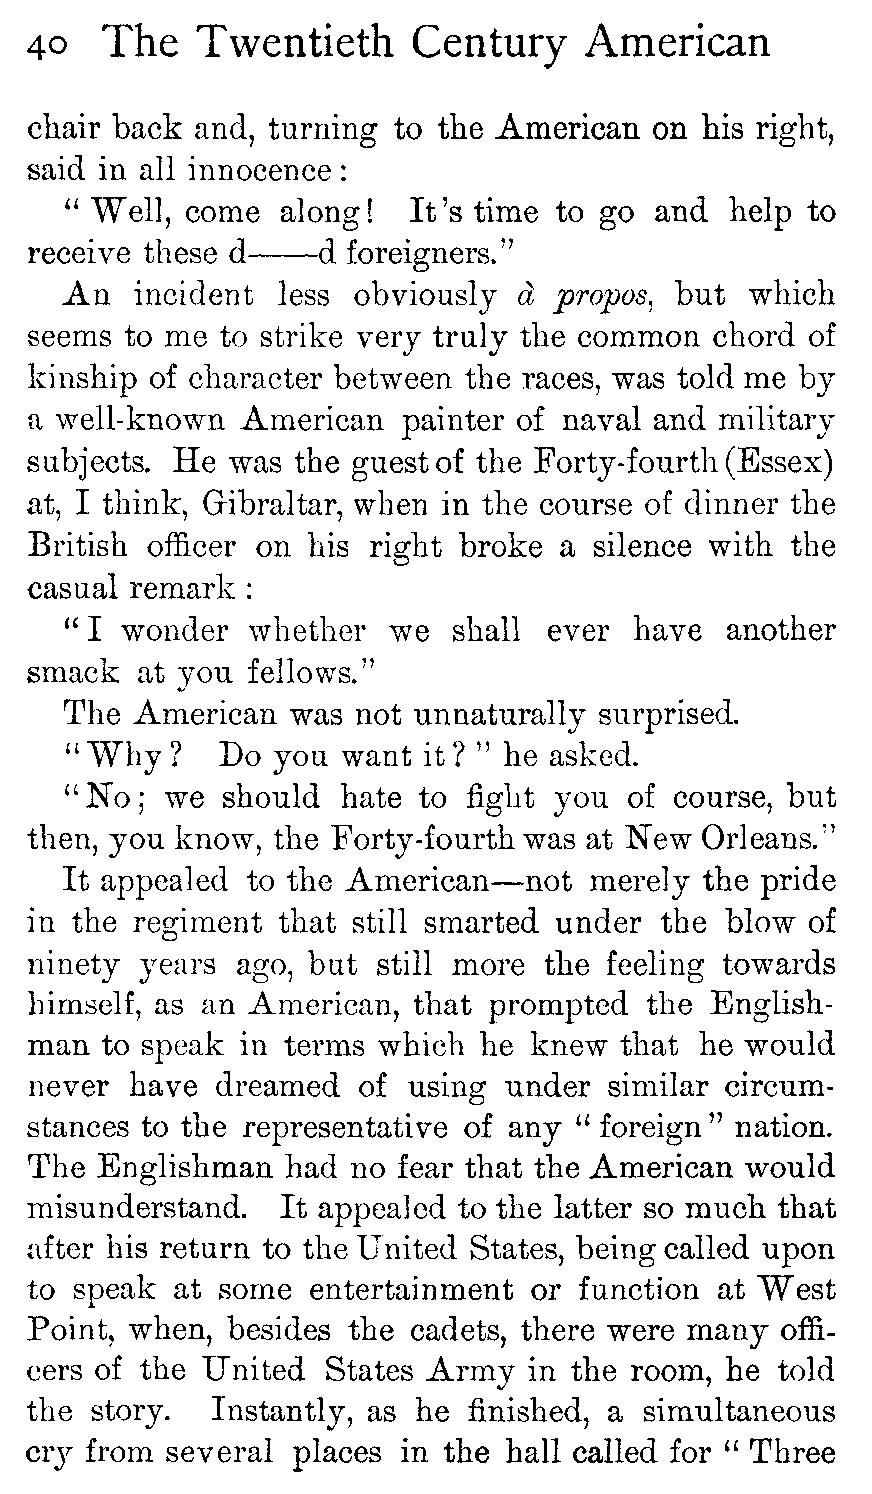 40 The Twentieth Century American
chair back and, turning to the American on his right,
said in all innocence :
“ Well, come along! It's time to go and help to
receive these d——d foreigners.”
An incident less obviously à propos, but which
seems to me to strike very truly the common chord of
kinship of character between the races, was told me by
a well-known American painter of naval and military
subjects. He was the guest of the Forty-fourth (Essex)
at, I think, Gibraltar, when in the course of dinner the
British officer on his right broke a silence with the
casual remark :
“ I wonder whether we shall ever have another
smack at you fellows.”
The American was not unnaturally surprised.
“ Why ? Do you want it ? ” he asked.
“ No ; we should hate to fight you of course, but
then, you know, the Forty-fourth was at New Orleans.”
It appealed to the American—not merely the pride
in the regiment that still smarted under the blow of
ninety years ago, but still more the feeling towards
himself, as an American, that prompted the English-
man to speak in terms which he knew that he would
never have dreamed of using under similar circum-
stances to the representative of any “ foreign ” nation.
The Englishman had no fear that the American would
misunderstand. It appealed to the latter so much that
after his return to the United States, being called upon
to speak at some entertainment or function at West
Point, when, besides the cadets, there were many offi-
cers of the United States Army in the room, he told
the story. Instantly, as he finished, a simultaneous
cry from several places in the hall called for “ Three